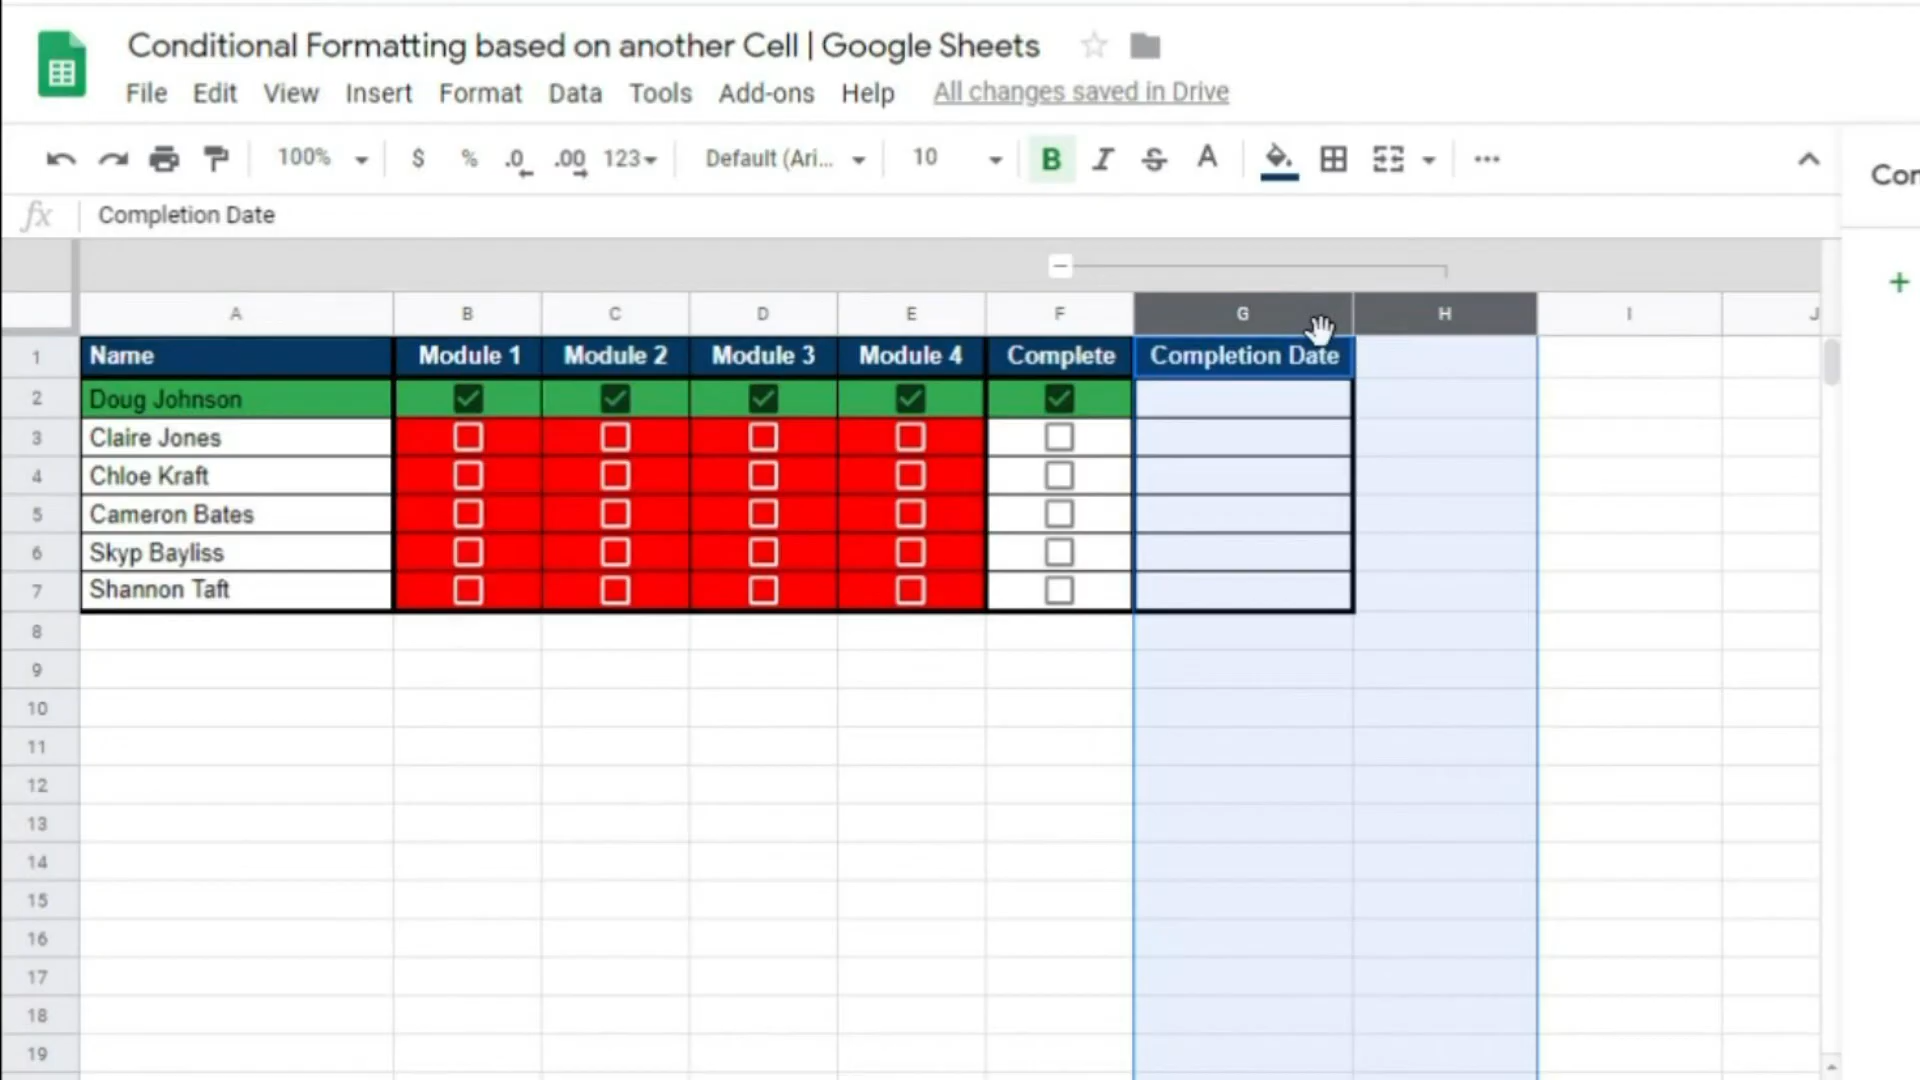 Conditional Formatting based on another Cell | Google Sheets
File Edit View Insert Format Data Tools Add-ons Help All changes saved in Drive
100% $ % .0 .00 123 Default (Ari... 10 B I S A ...
Con
fx Completion Date
A B C D E F G H I J
1 Name Module 1 Module 2 Module 3 Module 4 Complete Completion Date
2 Doug Johnson
3 Claire Jones
4 Chloe Kraft
5 Cameron Bates
6 Skyp Bayliss
7 Shannon Taft
8
9
10
11
12
13
14
15
16
17
18
19